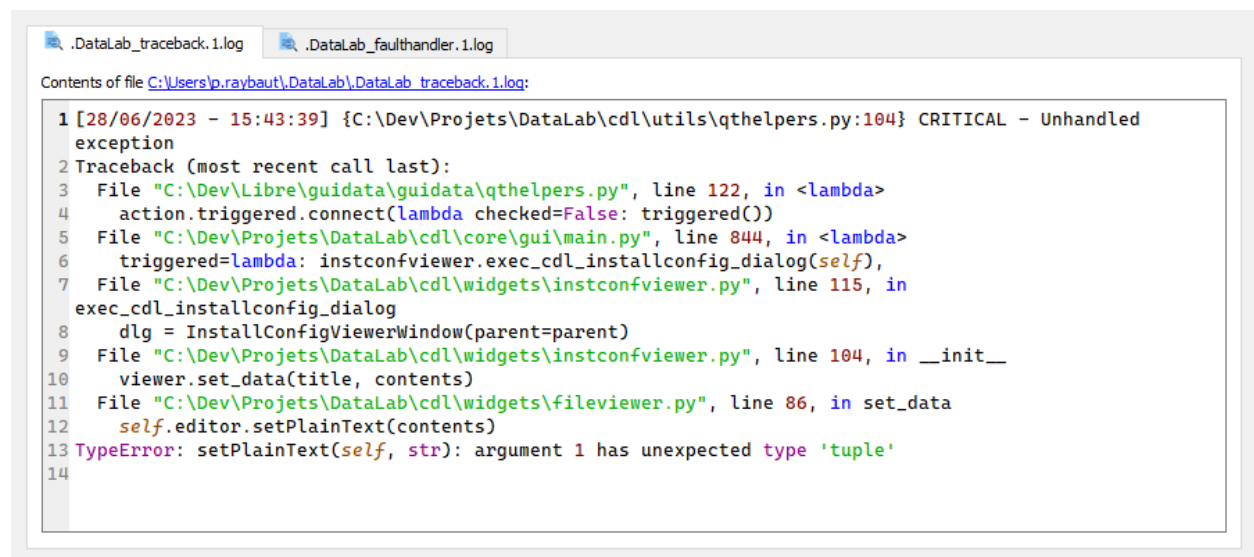 .DataLab_traceback.1.log
.DataLab_faulthandler.1.log
Contents of file C:\Users\p.raybaut\.DataLab\.DataLab_traceback.1.log:
1 [28/06/2023 - 15:43:39] {C:\Dev\Projets\DataLab\cdl\utils\qthelpers.py:104} CRITICAL - Unhandled
exception
2 Traceback (most recent call last):
3   File "C:\Dev\Libre\guidata\guidata\qthelpers.py", line 122, in <lambda>
4     action.triggered.connect(lambda checked=False: triggered())
5   File "C:\Dev\Projets\DataLab\cdl\core\gui\main.py", line 844, in <lambda>
6     triggered=lambda: instconfviewer.exec_cdl_installconfig_dialog(self),
7   File "C:\Dev\Projets\DataLab\cdl\widgets\instconfviewer.py", line 115, in
exec_cdl_installconfig_dialog
8     dlg = InstallConfigViewerWindow(parent=parent)
9   File "C:\Dev\Projets\DataLab\cdl\widgets\instconfviewer.py", line 104, in __init__
10     viewer.set_data(title, contents)
11   File "C:\Dev\Projets\DataLab\cdl\widgets\fileviewer.py", line 86, in set_data
12     self.editor.setPlainText(contents)
13 TypeError: setPlainText(self, str): argument 1 has unexpected type 'tuple'
14